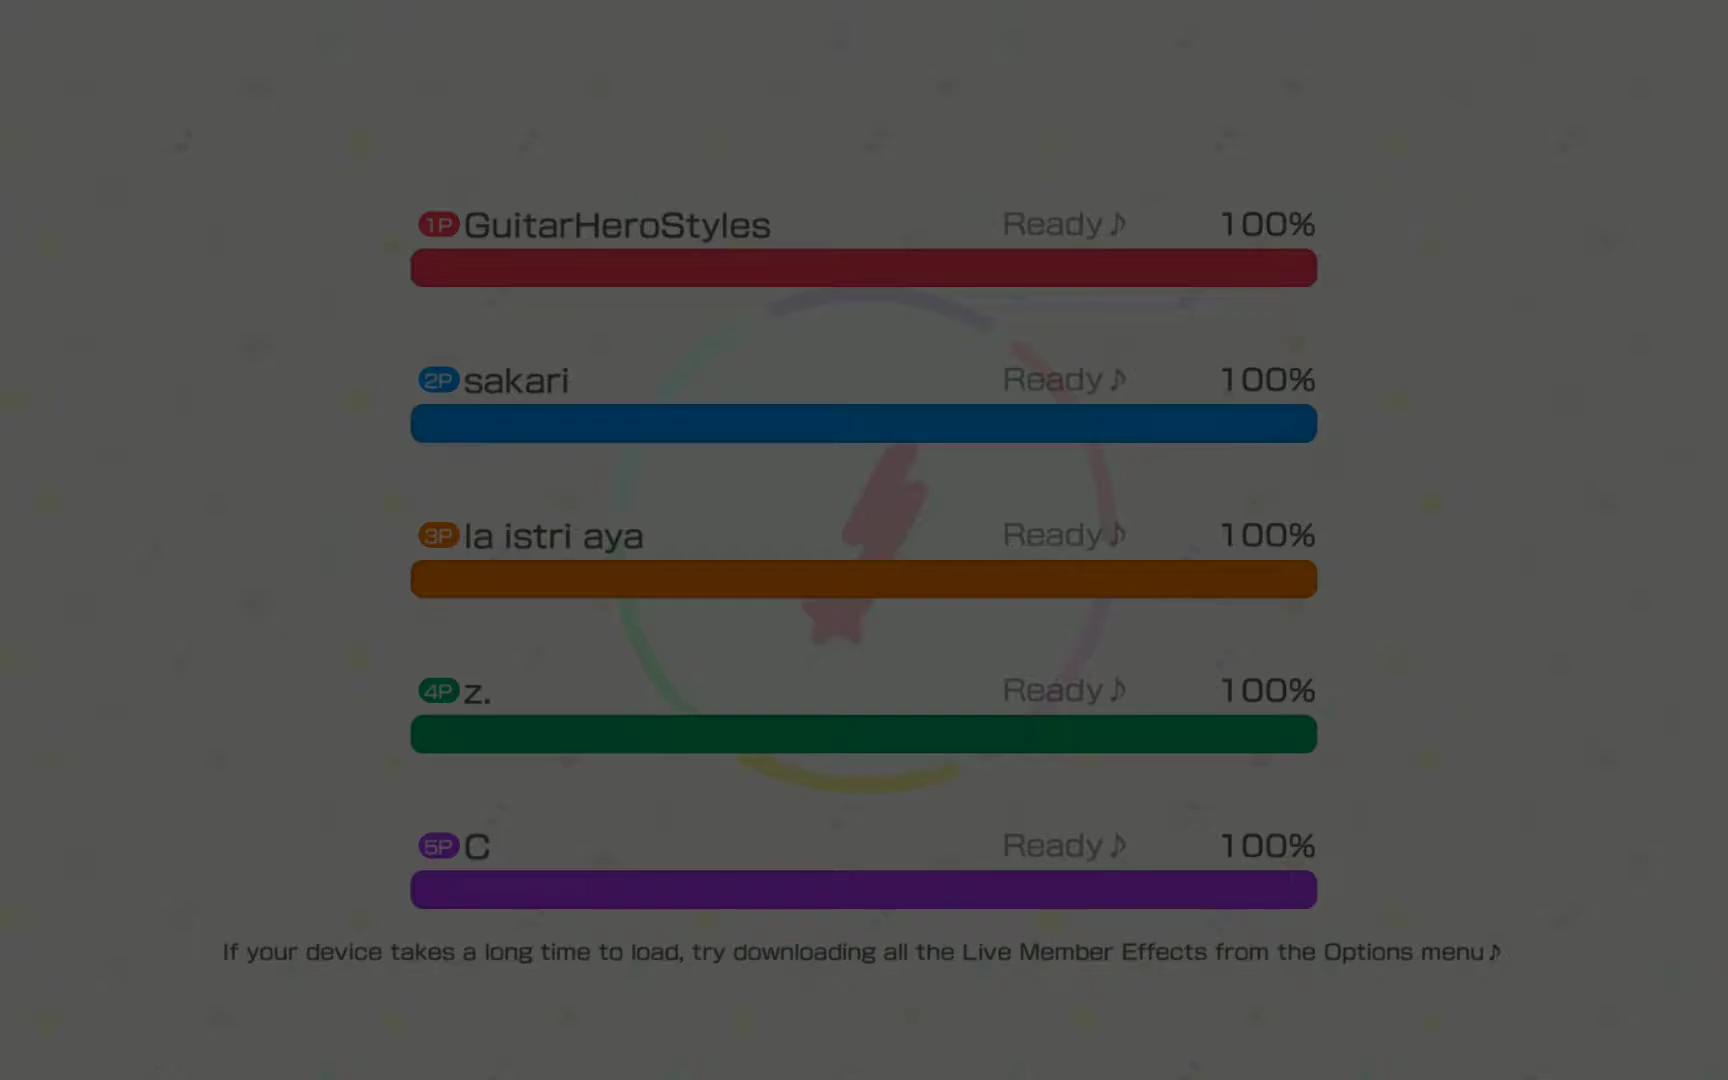 1P GuitarHeroStyles Ready♪ 100%
2P sakari Ready♪ 100%
3P la istri aya Ready♪ 100%
4P z. Ready♪ 100%
5P C Ready♪ 100%
If your device takes a long time to load, try downloading all the Live Member Effects from the Options menu♪